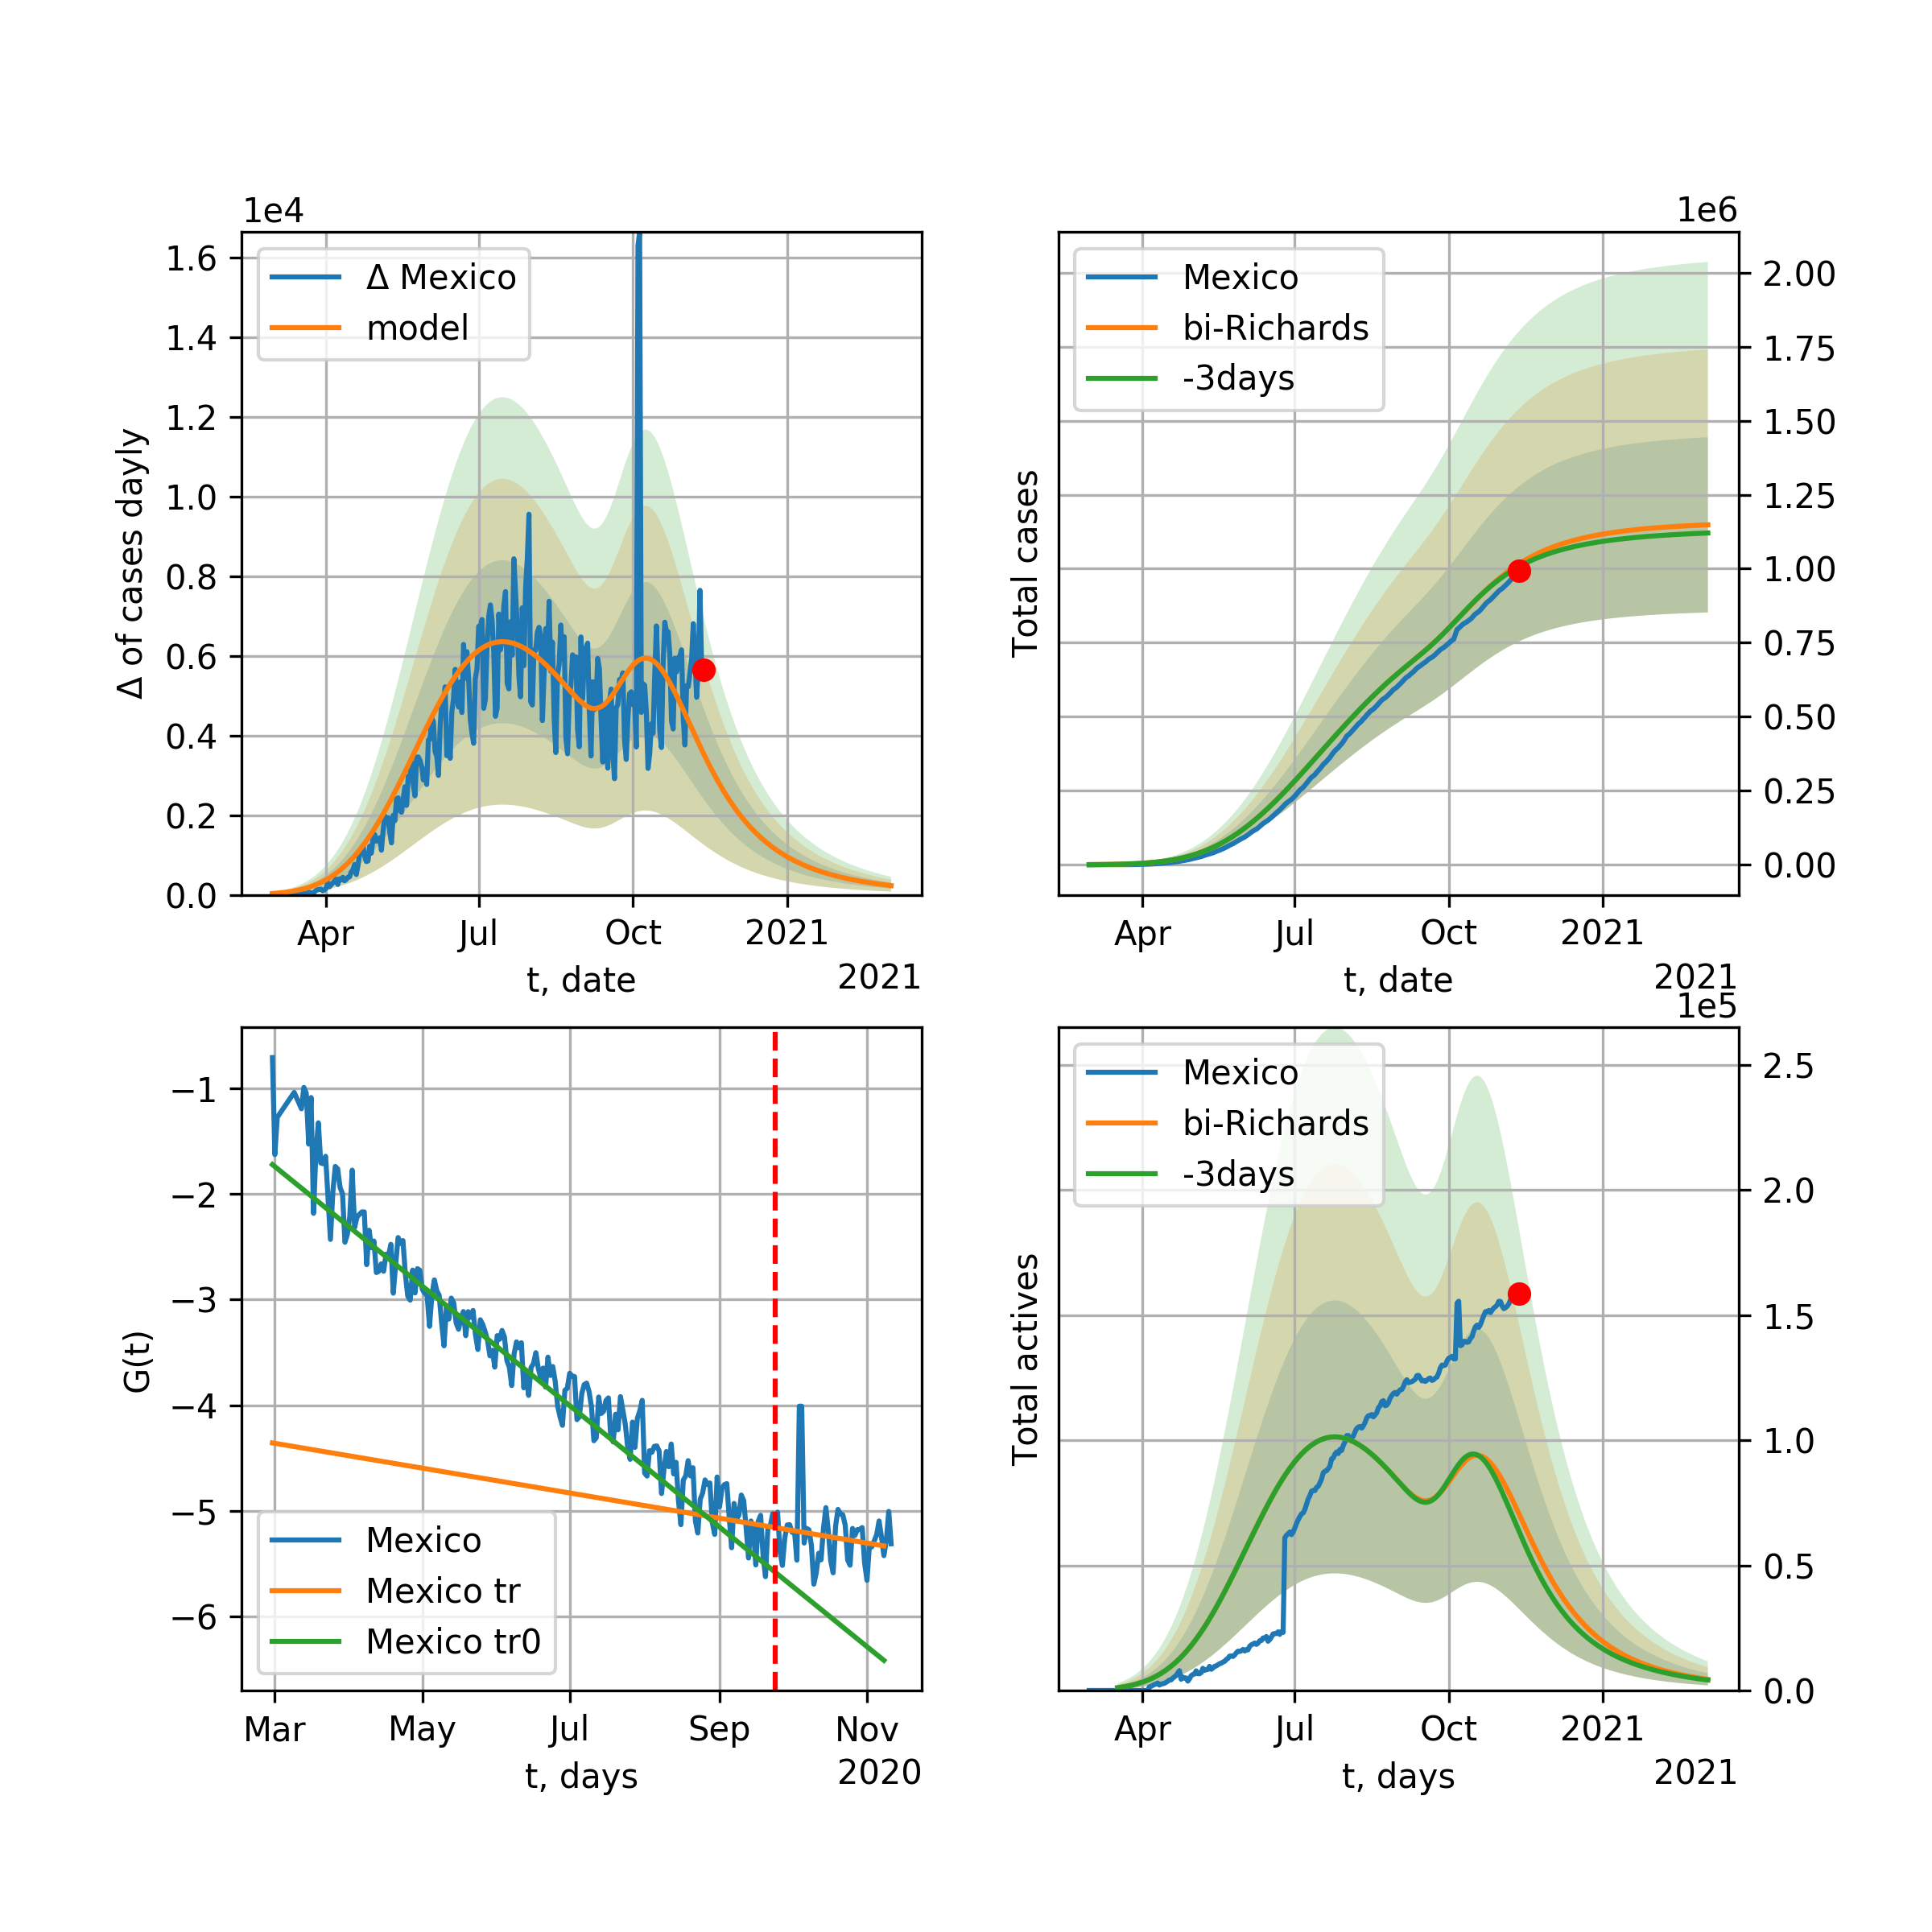 1e4
1.6
1.4
1.2
1.0
0.8
0.6
0.4
0.2
0.0
Δ of cases dayly
Δ Mexico
model
Apr Jul Oct 2021
t, date
2021
1e6
Mexico
bi-Richards
-3days
2.00
1.75
1.50
1.25
1.00
0.75
0.50
0.25
0.00
Total cases
Apr Jul Oct 2021
t, date
2021
−1
−2
−3
−4
−5
−6
G(t)
Mexico
Mexico tr
Mexico tr0
Mar May Jul Sep Nov
t, days
2020
1e5
Mexico
bi-Richards
-3days
2.5
2.0
1.5
1.0
0.5
0.0
Total actives
Apr Jul Oct 2021
t, days
2021